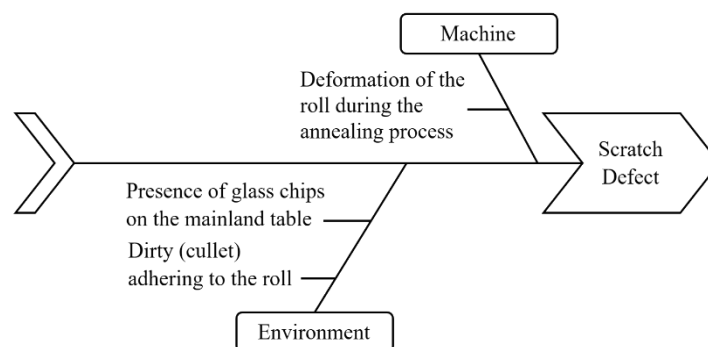 Machine
Deformation of the
roll during the
annealing process
Scratch
Defect
Presence of glass chips
on the mainland table
Dirty (cullet)
adhering to the roll
Environment